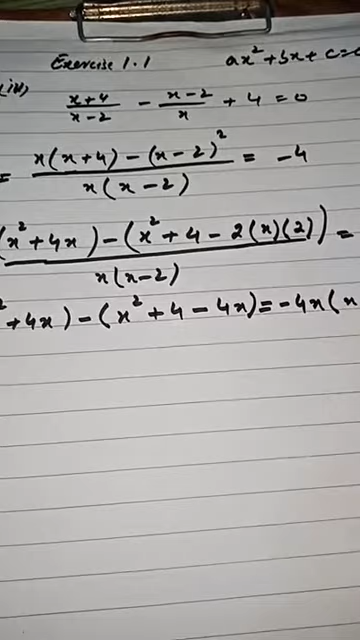 Exercise 1.1 ax² + bx + c = 0
(iv) x+4/x-2 - x-2/x + 4 = 0
= x(x+4) - (x-2)²/x(x-2) = -4
(x² + 4x) - (x² + 4 - 2(x)(2))/x(x-2) =
+ 4x) - (x² + 4 - 4x) = -4x(x